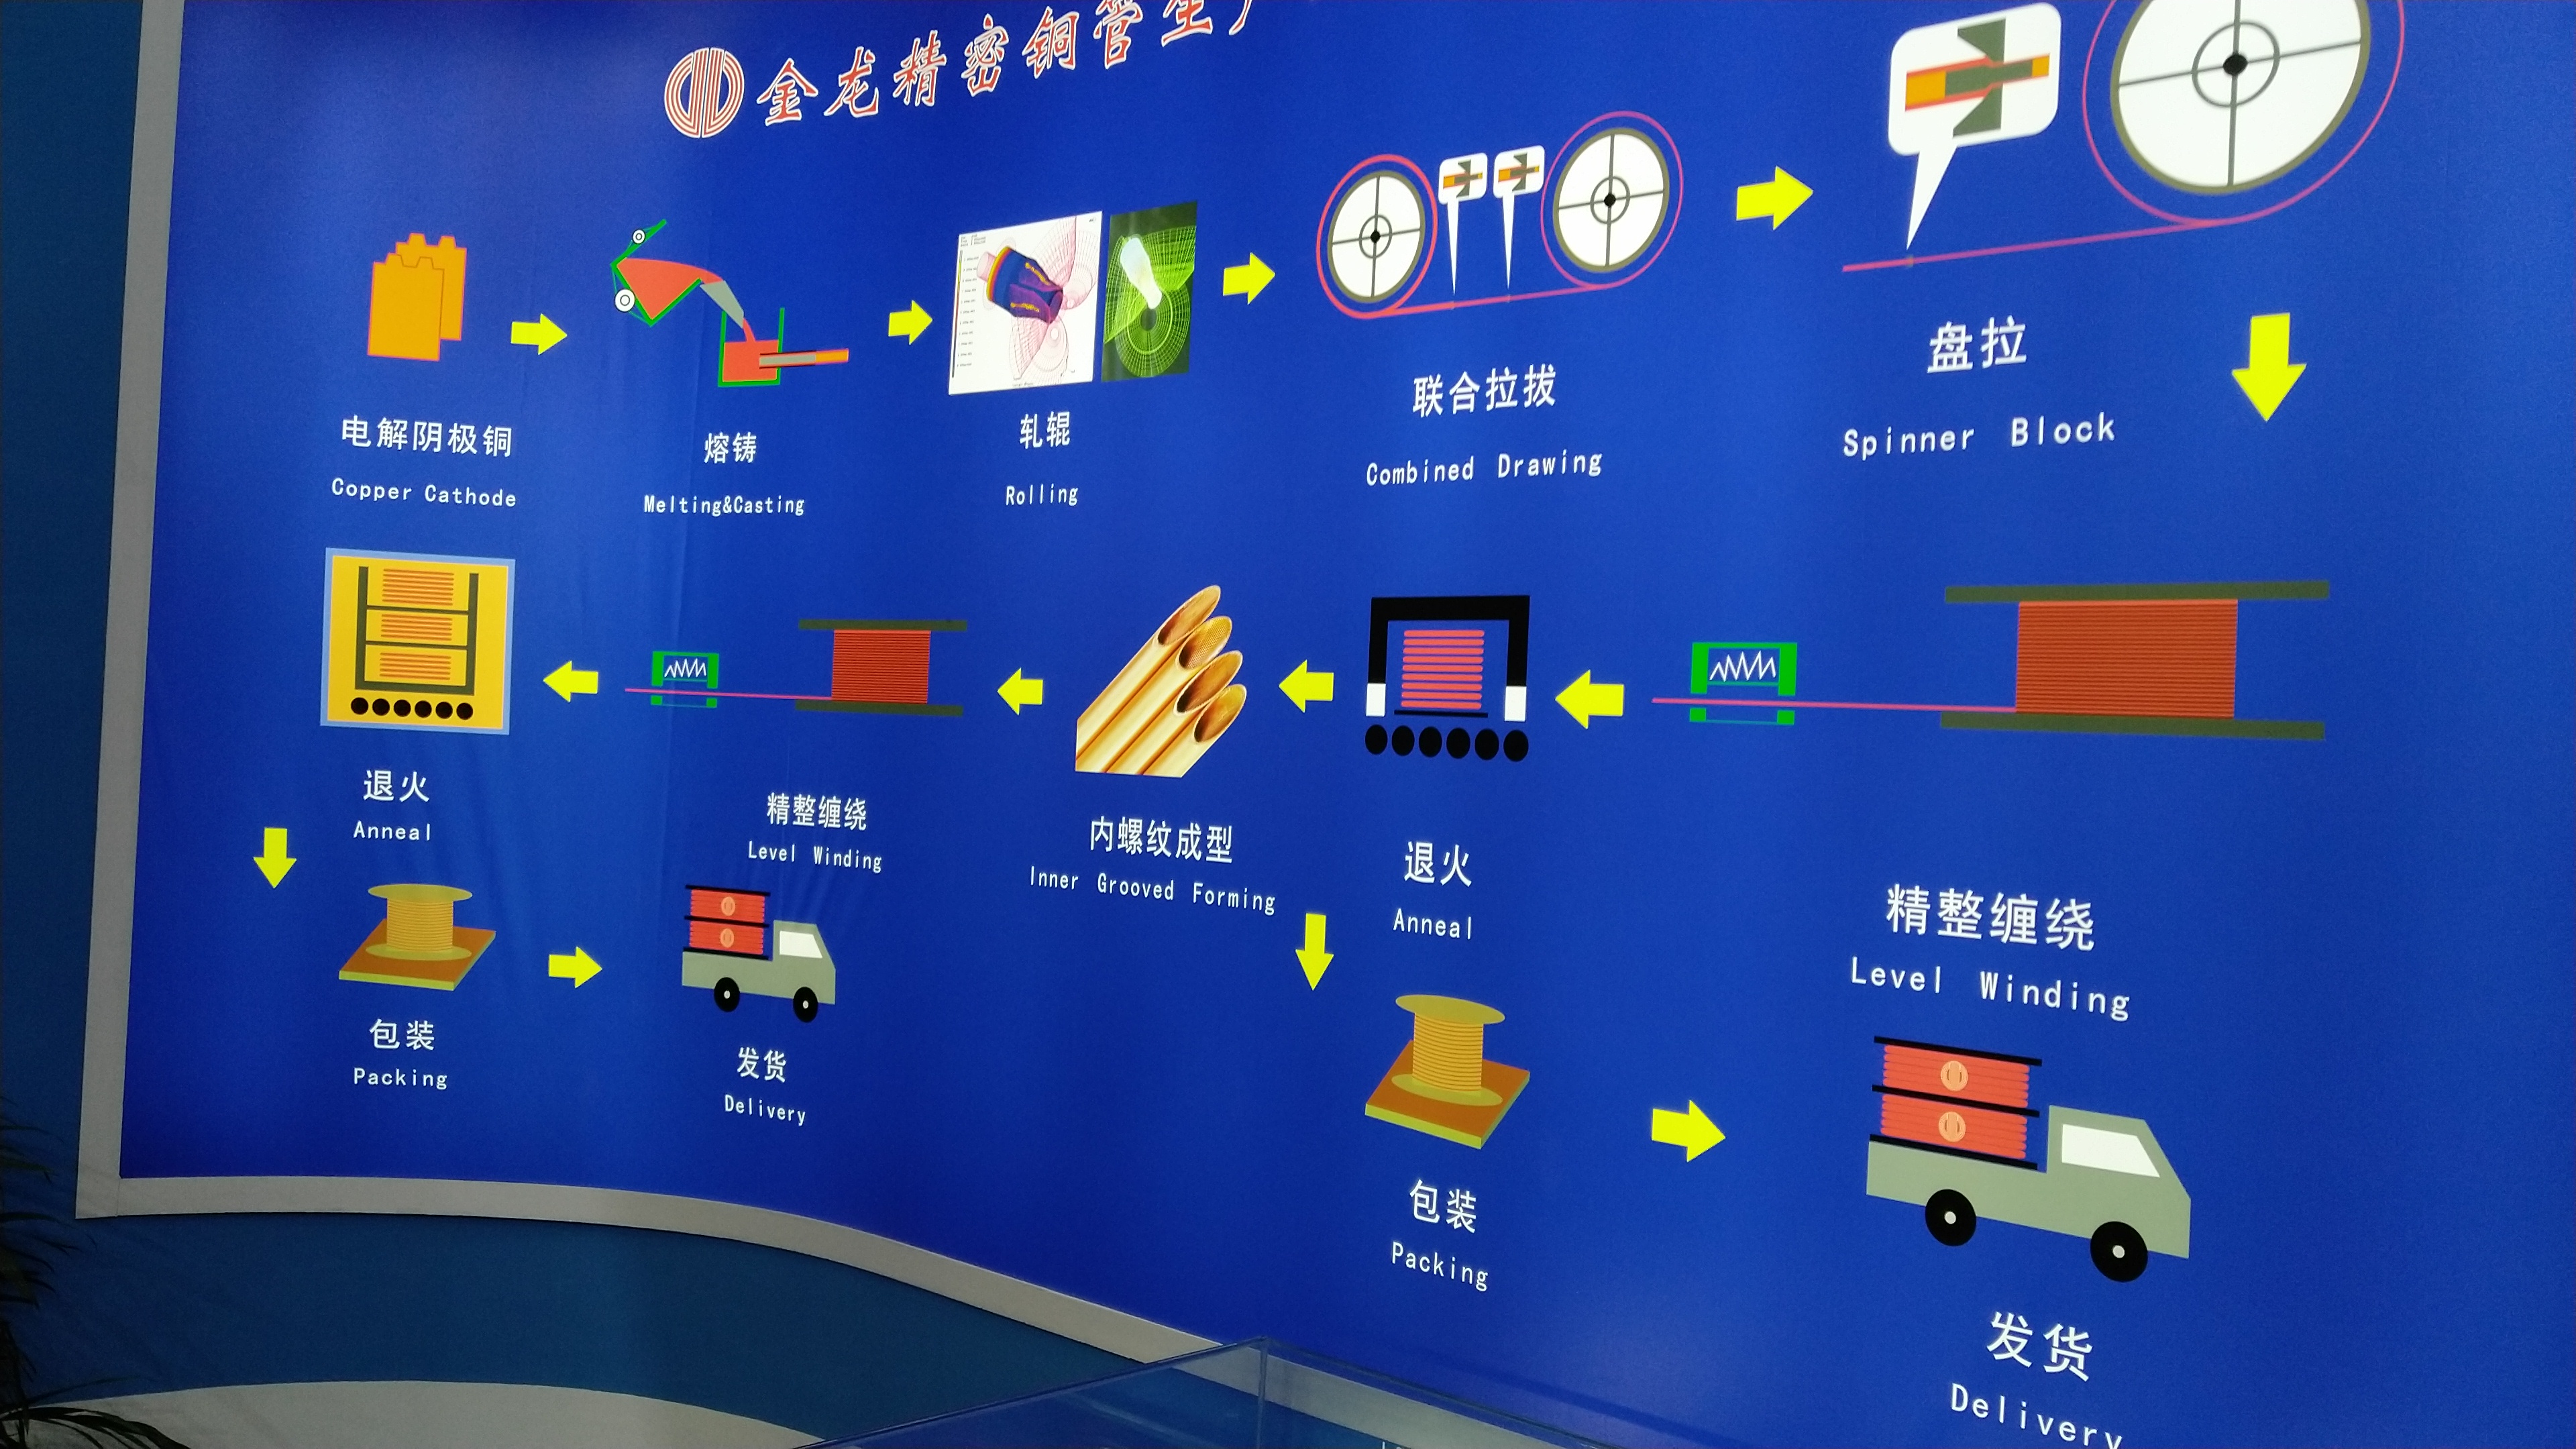 金龙精密铜管生
电解阴极铜
Copper Cathode
熔铸
Melting&Casting
轧辊
Rolling
联合拉拔
Combined Drawing
盘拉
Spinner Block
退火
Anneal
精整缠绕
Level Winding
内螺纹成型
Inner Grooved Forming
退火
Anneal
精整缠绕
Level Winding
包装
Packing
发货
Delivery
包装
Packing
发货
Delivery